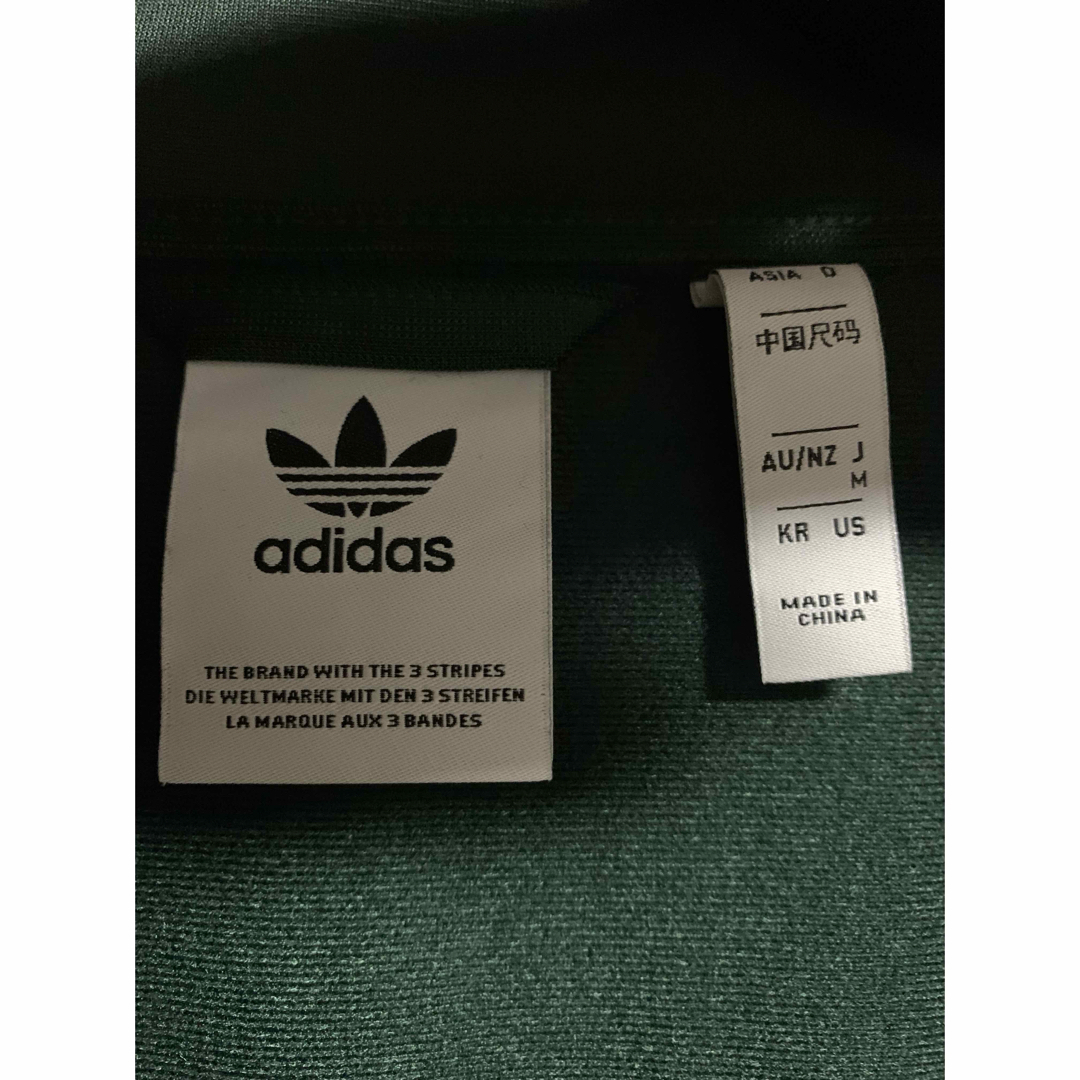 adidas
THE BRAND WITH THE 3 STRIPES
DIE WELTMARKE MIT DEN 3 STREIFEN
LA MARQUE AUX 3 BANDES
ASIA D
中国尺码
AU/NZ J
M
KR US
MADE IN
CHINA